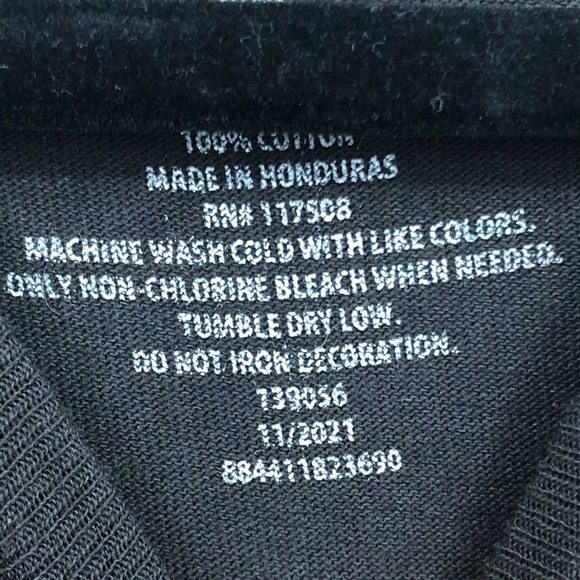 100% COTTON
MADE IN HONDURAS
RN# 117508
MACHINE WASH COLD WITH LIKE COLORS.
ONLY NON-CHLORINE BLEACH WHEN NEEDED.
TUMBLE DRY LOW.
DO NOT IRON DECORATION.
139056
11/2021
884411823690